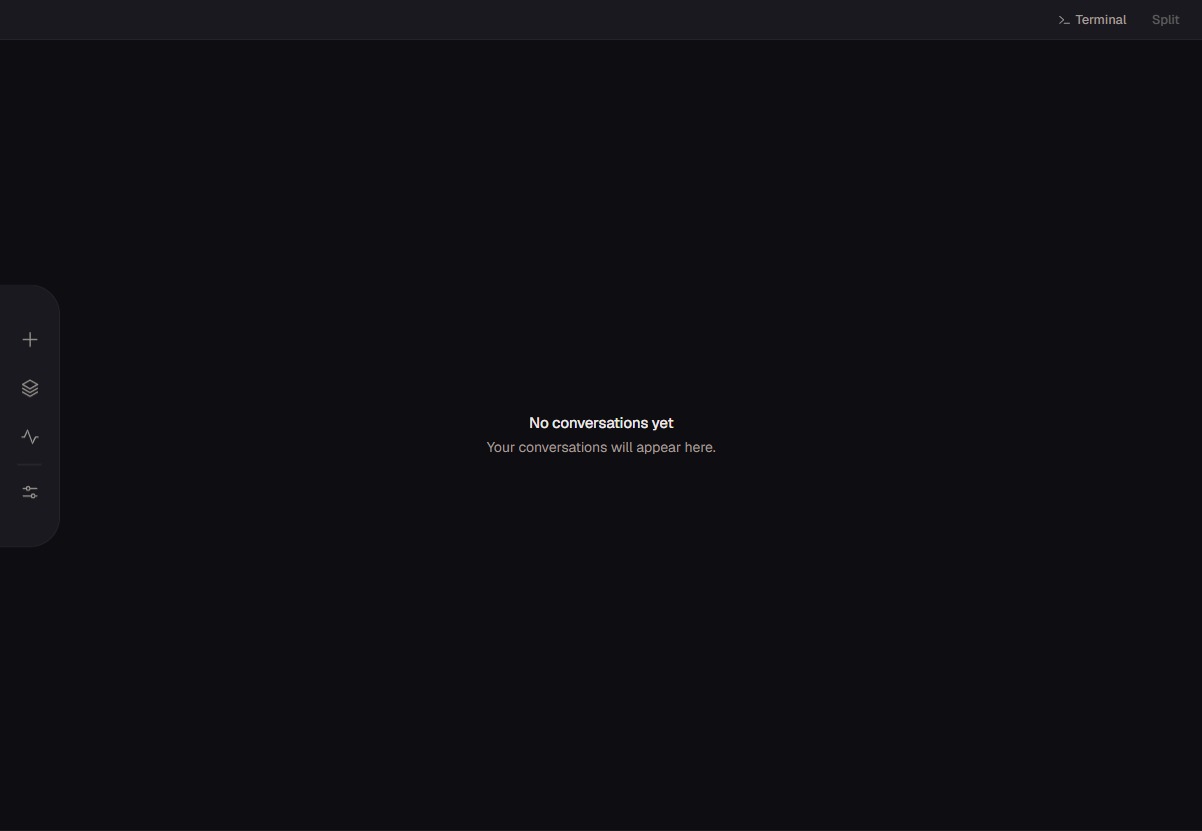 Terminal Split
No conversations yet
Your conversations will appear here.